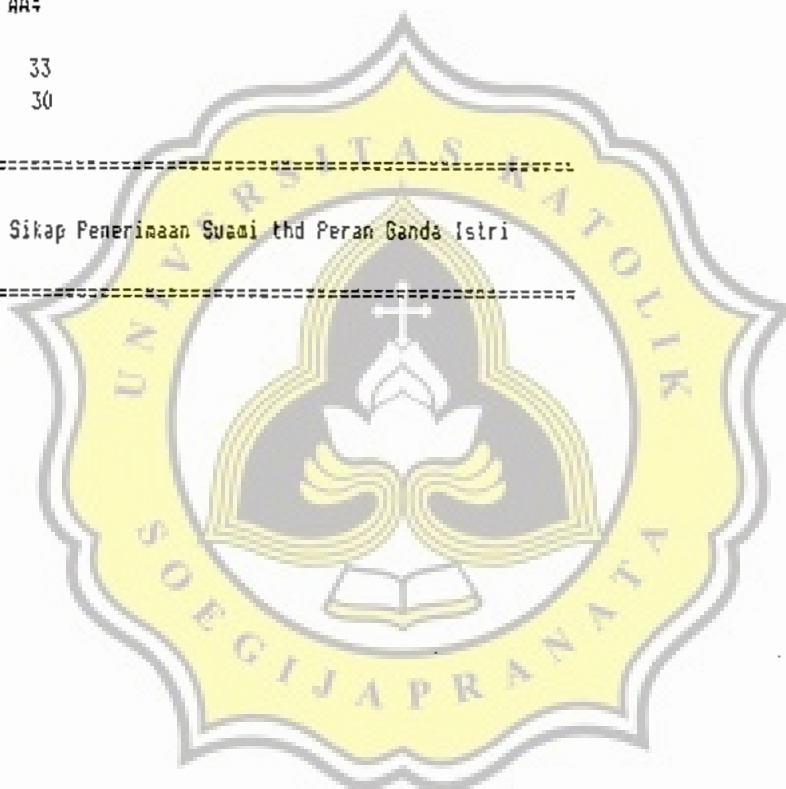 33
30
Sikap Penerimaan Suami thd Peran Ganda Istri
UNIVERSITAS KATOLIK
SOEGIJAPRANATA